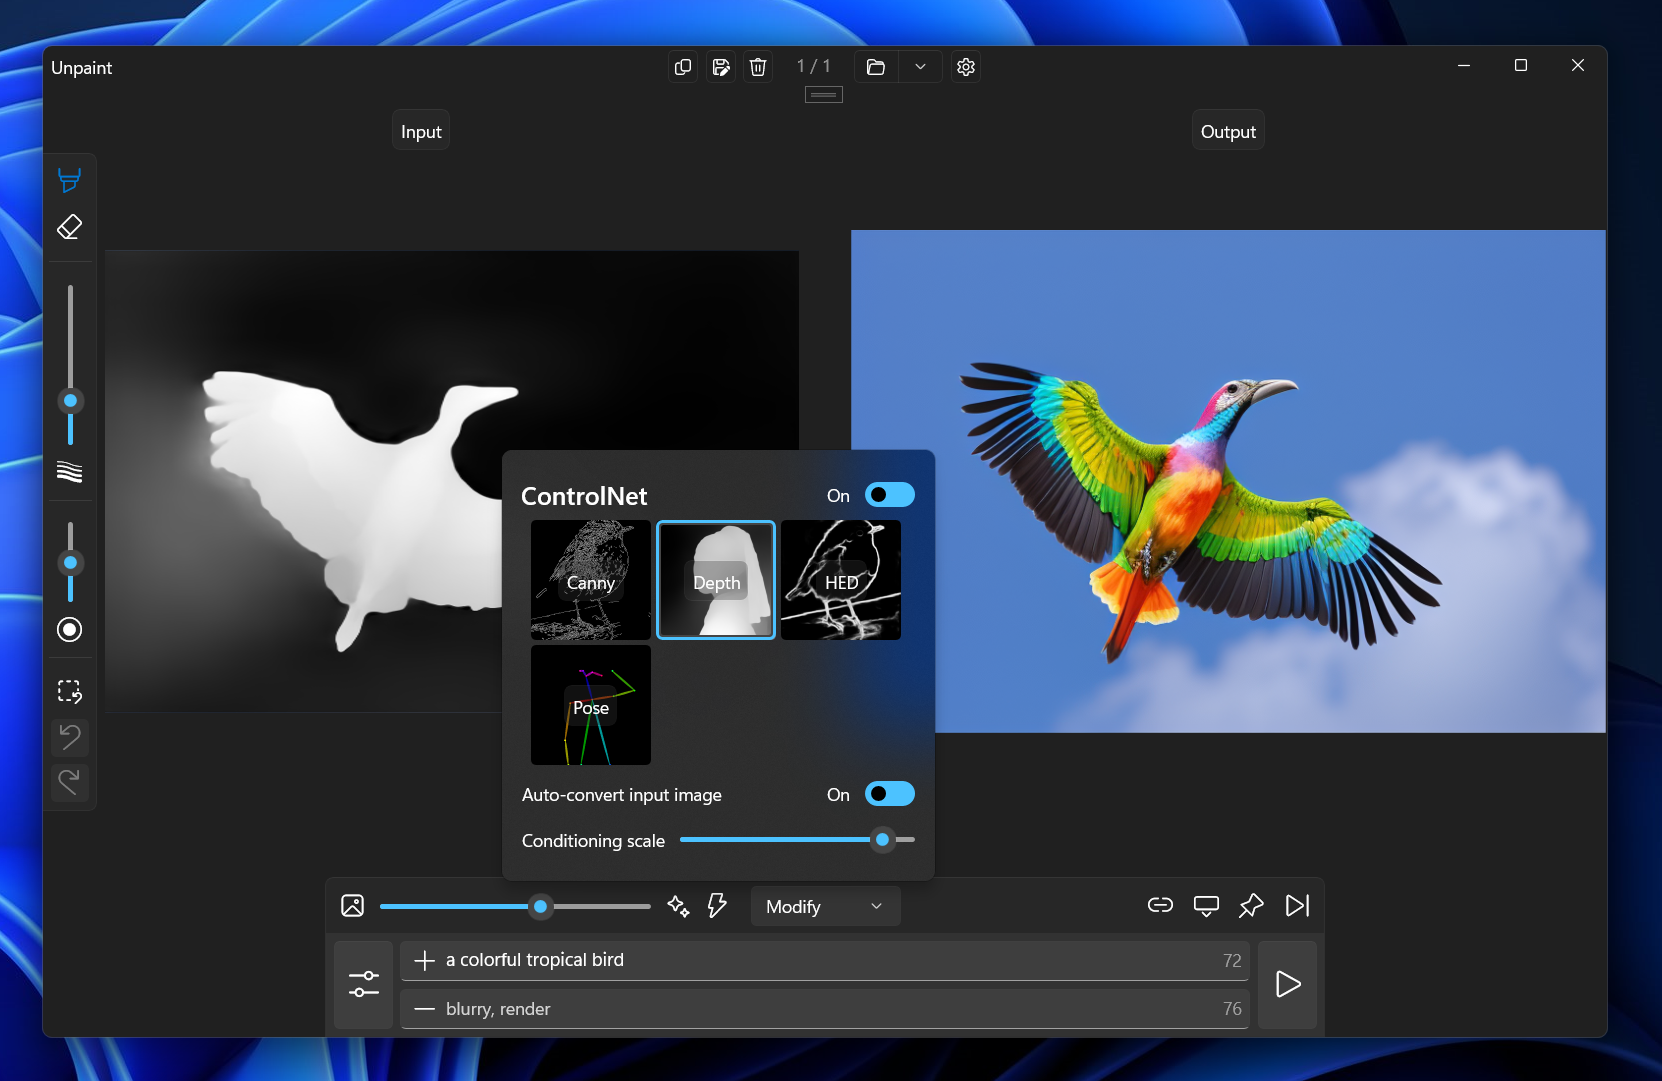 Unpaint
1 / 1
Input
Output
ControlNet
On
Canny
Depth
HED
Pose
Auto-convert input image
On
Conditioning scale
Modify
a colorful tropical bird
72
blurry, render
76